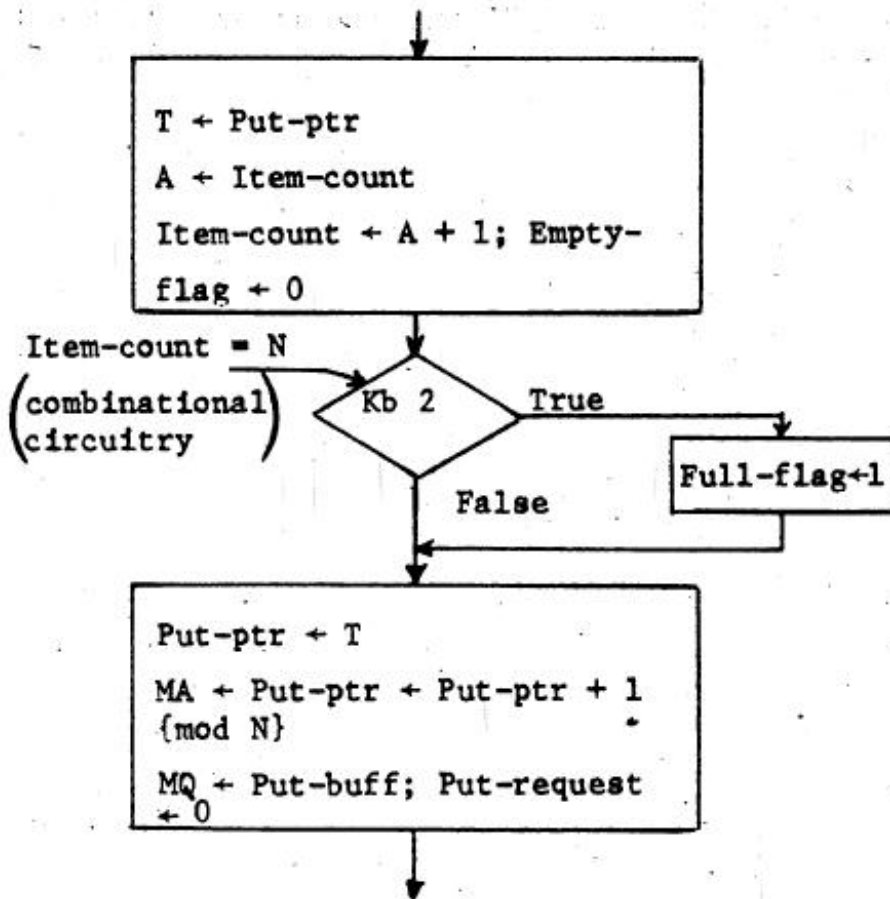 T ← Put-ptr
A ← Item-count
Item-count ← A + 1; Empty-
flag ← 0
Item-count = N
(combinational
circuitry)
Kb 2
True
Full-flag←1
False
Put-ptr ← T
MA ← Put-ptr ← Put-ptr + 1
{mod N}
MQ ← Put-buff; Put-request
← 0